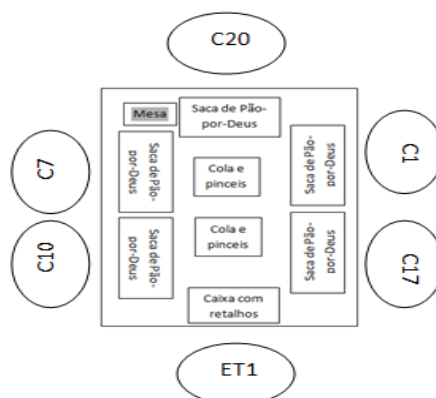 C20
Mesa
Saca de Pão-
por-Deus
C7
Saca de Pão-
por-Deus
Cola e
pinceis
Saca de Pão-
por-Deus
C1
C10
Saca de Pão-
por-Deus
Cola e
pinceis
Saca de Pão-
por-Deus
C17
Caixa com
retalhos
ET1